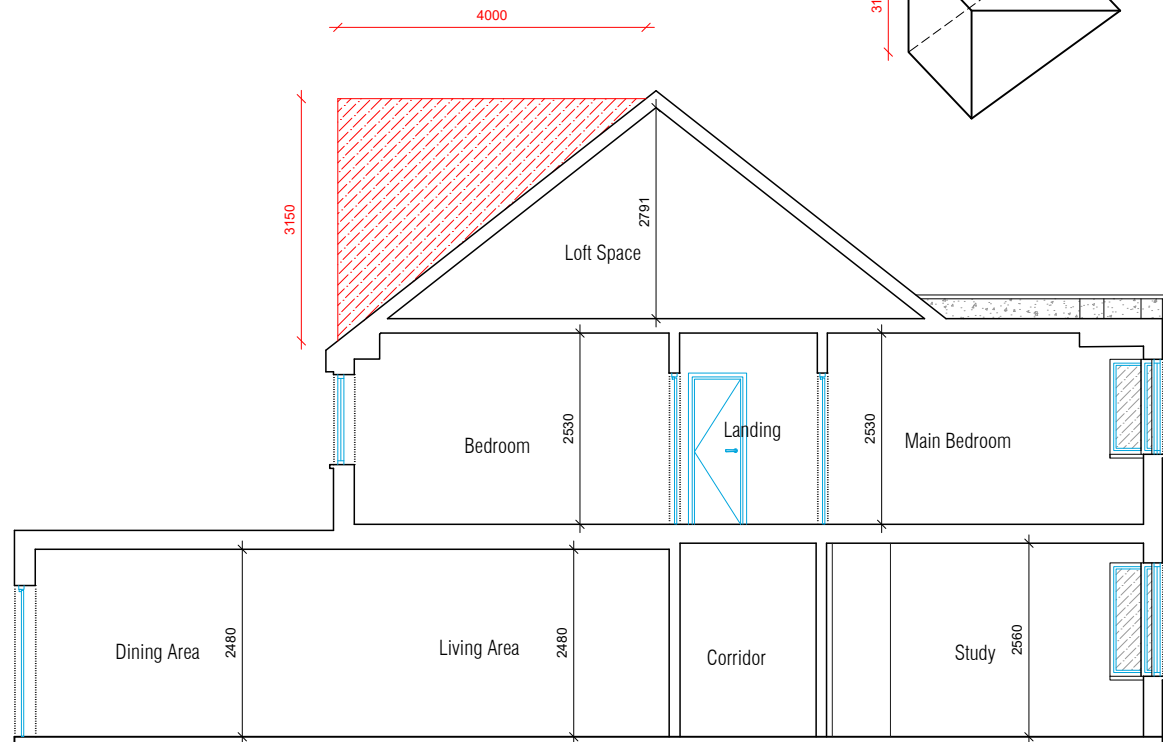 4000
31
3150
2791
Loft Space
Bedroom
2530
Landing
2530
Main Bedroom
Dining Area
2480
Living Area
2480
Corridor
Study
2560